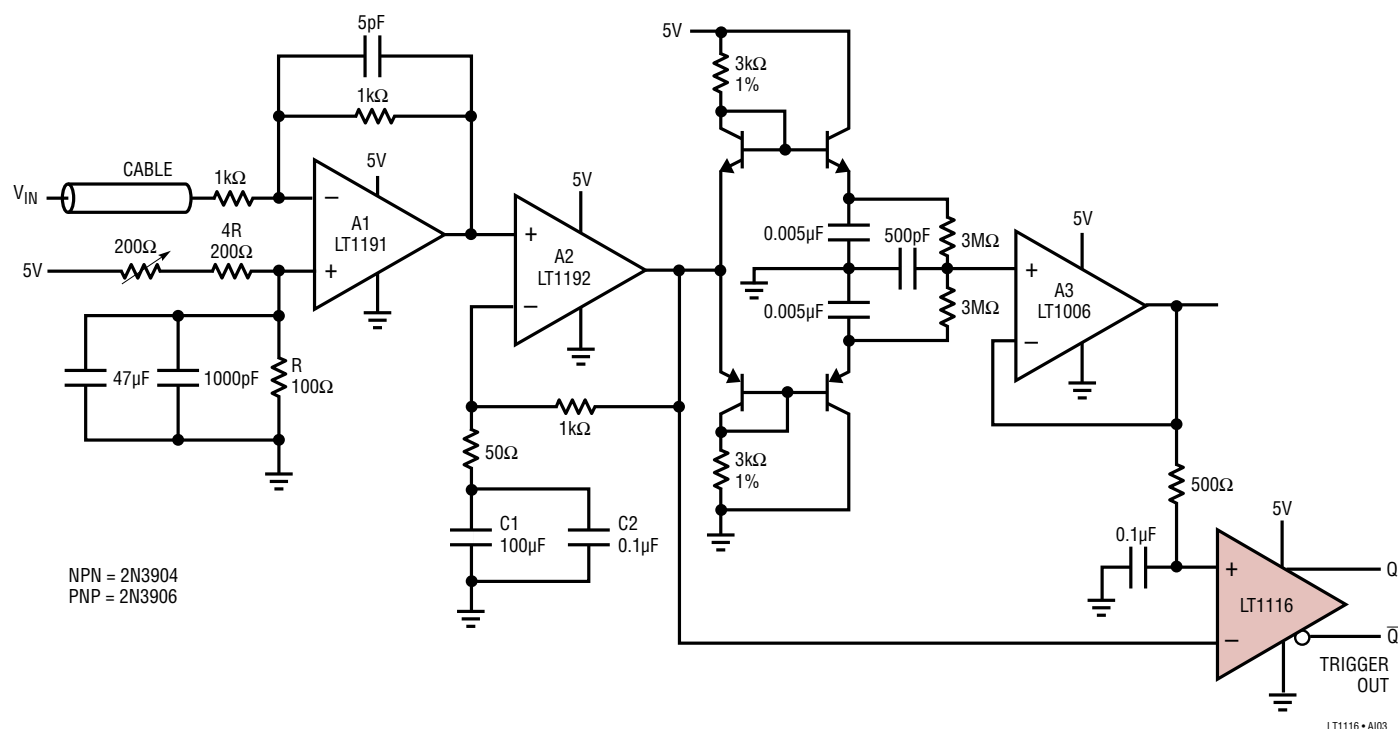 5pF
5V
3kΩ
1%
1kΩ
CABLE
5V
V_IN
1kΩ
−
5V
A1
LT1191
+
A2
LT1192
0.005µF
500pF
3MΩ
5V
200Ω
4R
200Ω
5V
+
−
+
A3
LT1006
−
0.005µF
3MΩ
47µF
1000pF
R
100Ω
1kΩ
50Ω
3kΩ
1%
500Ω
C1
100µF
C2
0.1µF
5V
0.1µF
NPN = 2N3904
PNP = 2N3906
+
Q
LT1116
−
Q̅
TRIGGER
OUT
LT1116 • AI03